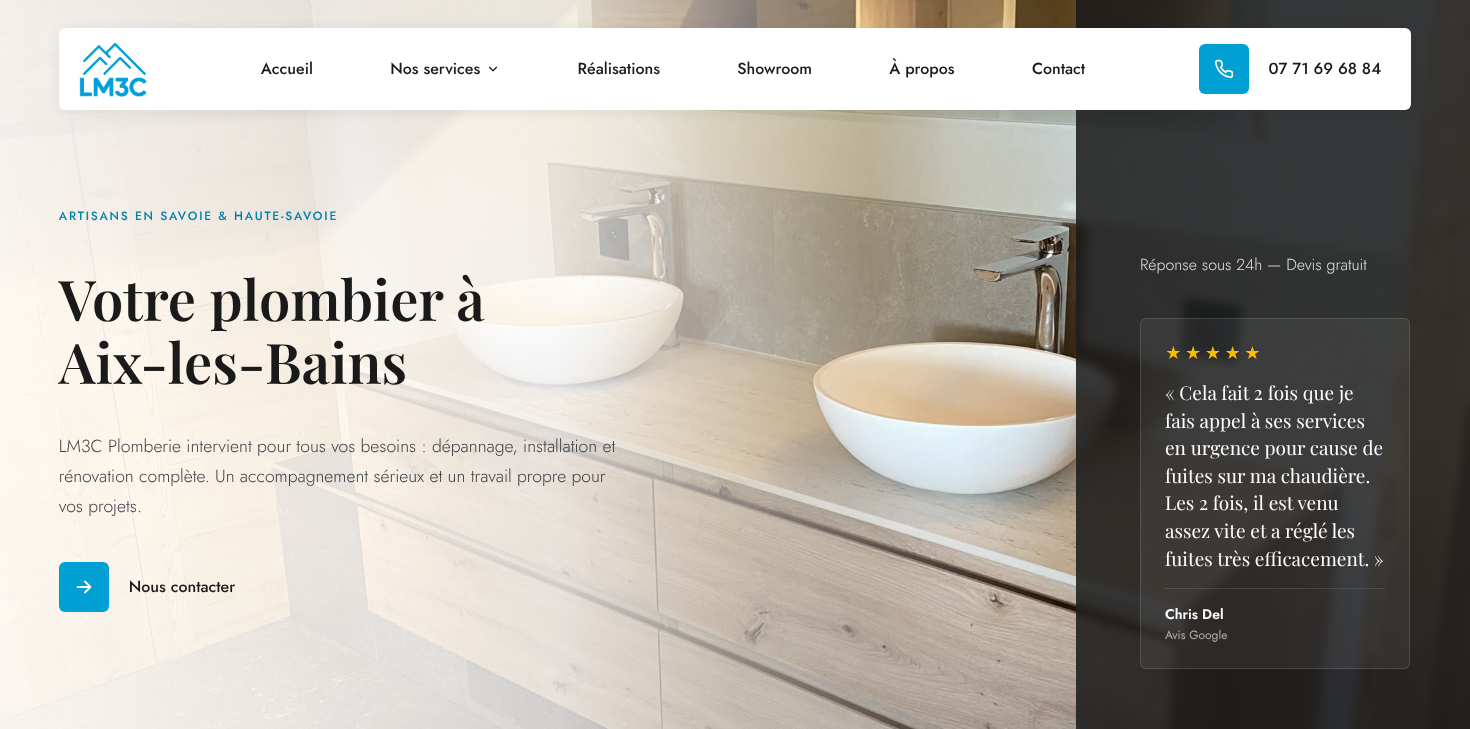 LM3C
Accueil
Nos services
Réalisations
Showroom
À propos
Contact
07 71 69 68 84
ARTISANS EN SAVOIE & HAUTE-SAVOIE
Votre plombier à
Aix-les-Bains
LM3C Plomberie intervient pour tous vos besoins : dépannage, installation et
rénovation complète. Un accompagnement sérieux et un travail propre pour
vos projets.
Nous contacter
Réponse sous 24h — Devis gratuit
★★★★★
« Cela fait 2 fois que je
fais appel à ses services
en urgence pour cause de
fuites sur ma chaudière.
Les 2 fois, il est venu
assez vite et a réglé les
fuites très efficacement. »
Chris Del
Avis Google